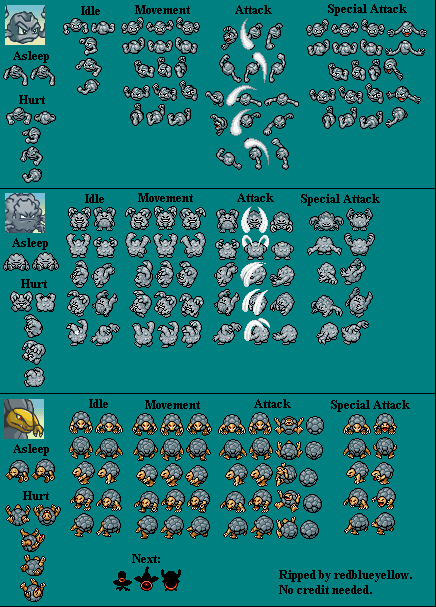 Idle
Movement
Attack
Special Attack
Asleep
Hurt
Idle
Movement
Attack
Special Attack
Asleep
Hurt
Idle
Movement
Attack
Special Attack
Asleep
Hurt
Next:
Ripped by redblueyellow.
No credit needed.